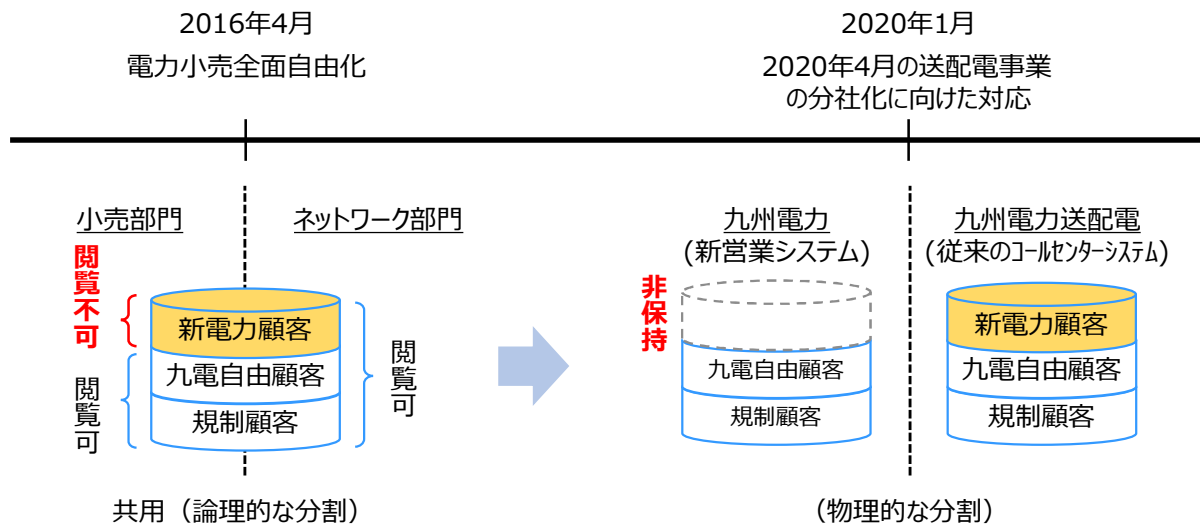 2016年4月
電力小売全面自由化
2020年1月
2020年4月の送配電事業
の分社化に向けた対応
小売部門
ネットワーク部門
閲覧不可
閲覧可
新電力顧客
九電自由顧客
規制顧客
閲覧可
共用（論理的な分割）
九州電力
(新営業システム)
非保持
九電自由顧客
規制顧客
九州電力送配電
(従来のｺｰﾙｾﾝﾀｰｼｽﾃﾑ)
新電力顧客
九電自由顧客
規制顧客
(物理的な分割）